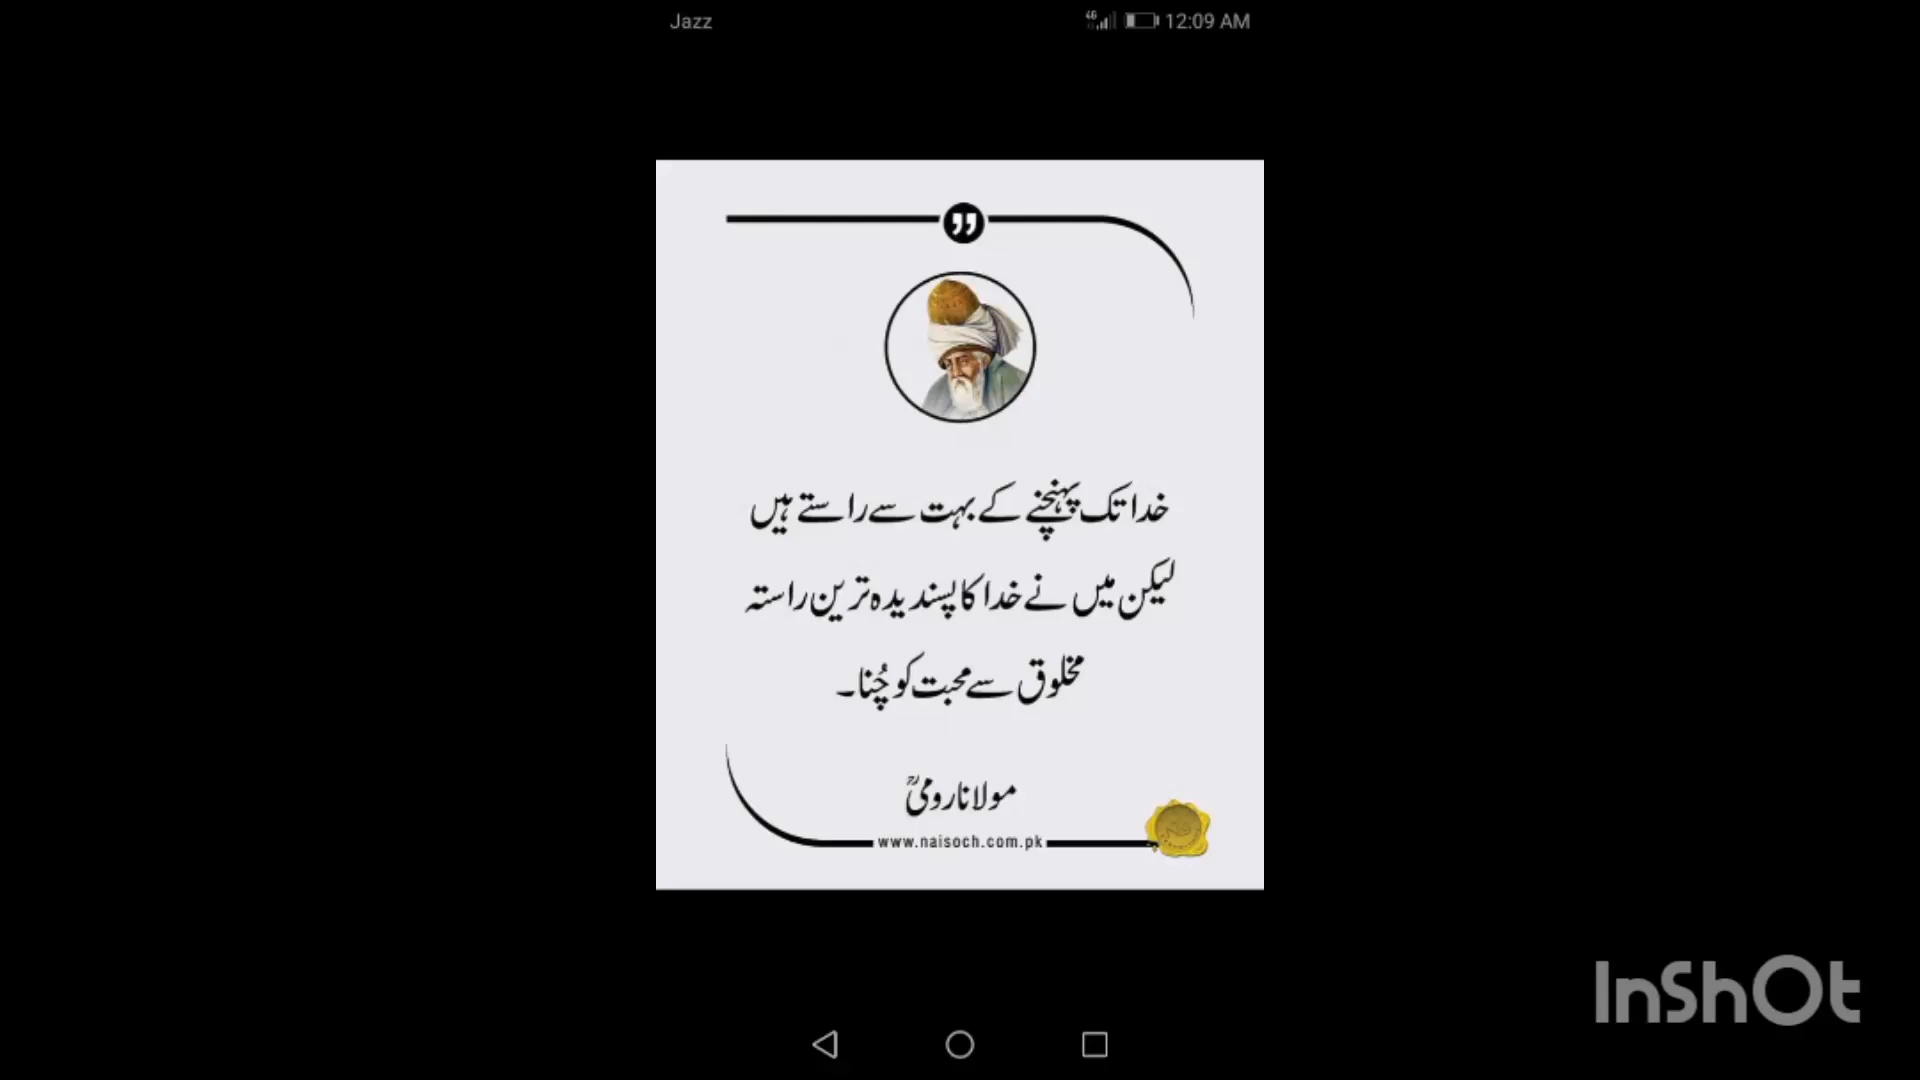 Jazz
4G 12:09 AM
خدا تک پہنچنے کے بہت سے راستے ہیں
لیکن میں نے خدا کا پسندیدہ ترین راستہ
مخلوق سے محبت کو چُنا۔
مولانا رومیؒ
www.naisoch.com.pk
InShOt